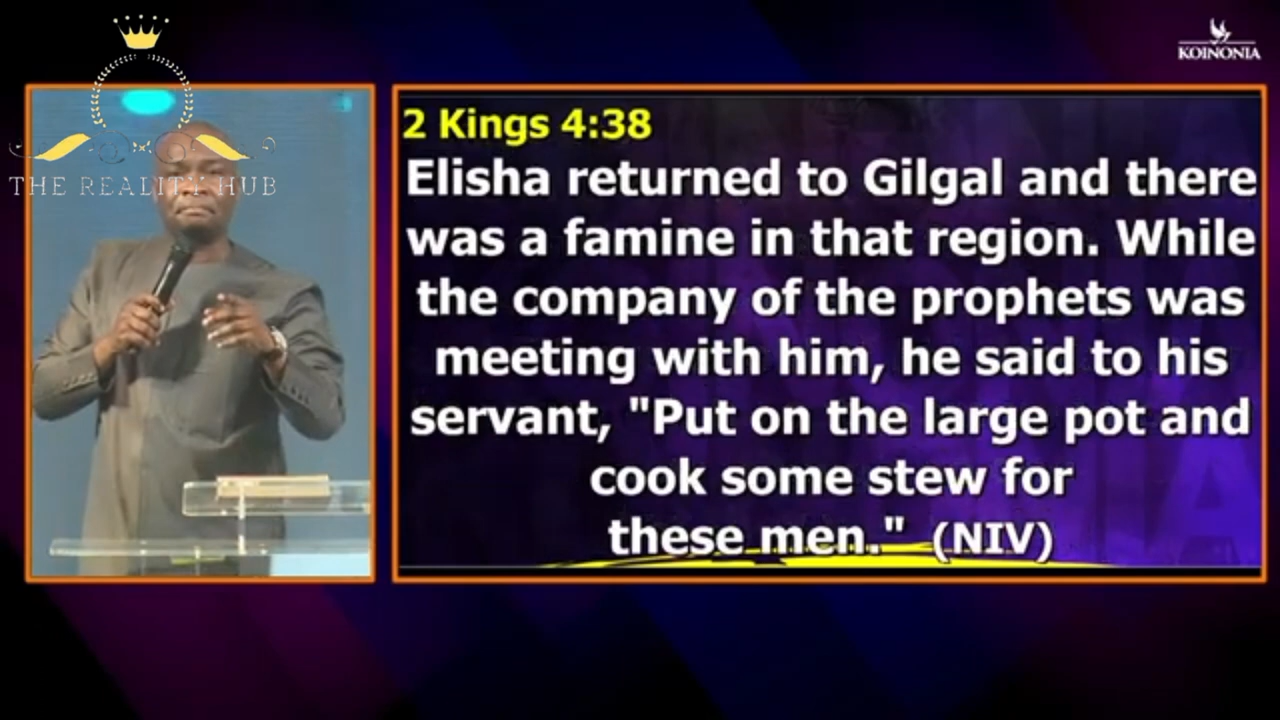 KOINONIA
THE REALITY HUB
2 Kings 4:38
Elisha returned to Gilgal and there
was a famine in that region. While
the company of the prophets was
meeting with him, he said to his
servant, "Put on the large pot and
cook some stew for
these men." (NIV)